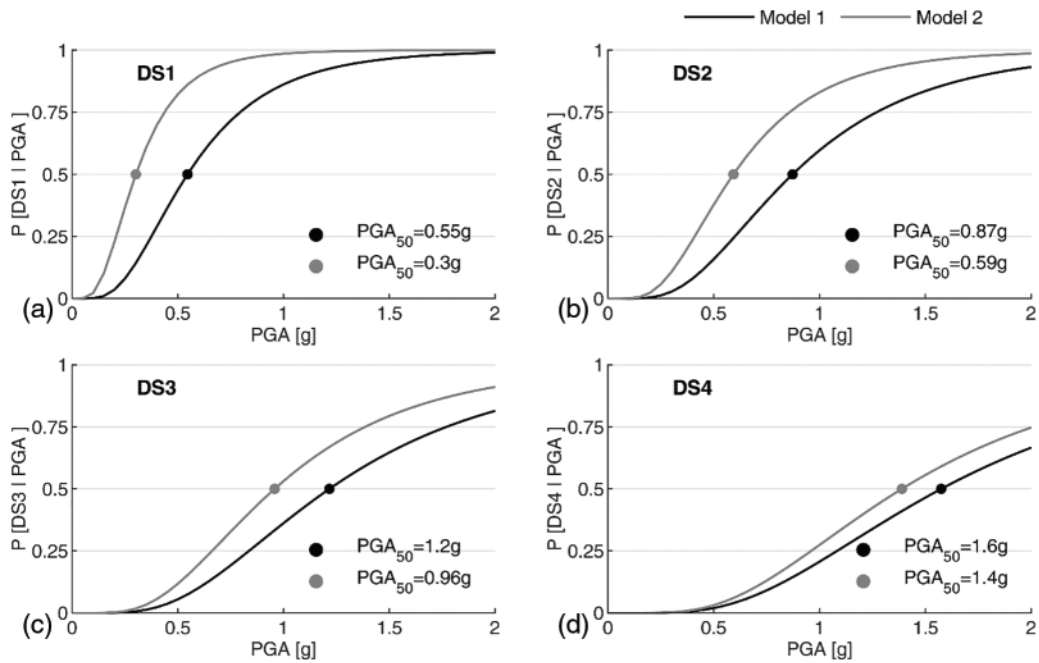 Model 1 Model 2
1
0.75
0.5
0.25
0
P [DS1 | PGA ]
DS1
PGA50=0.55g
PGA50=0.3g
0 0.5 1 1.5 2
(a)
PGA [g]
1
0.75
0.5
0.25
0
P [DS2 | PGA ]
DS2
PGA50=0.87g
PGA50=0.59g
0 0.5 1 1.5 2
(b)
PGA [g]
1
0.75
0.5
0.25
0
P [DS3 | PGA ]
DS3
PGA50=1.2g
PGA50=0.96g
0 0.5 1 1.5 2
(c)
PGA [g]
1
0.75
0.5
0.25
0
P [DS4 | PGA ]
DS4
PGA50=1.6g
PGA50=1.4g
0 0.5 1 1.5 2
(d)
PGA [g]